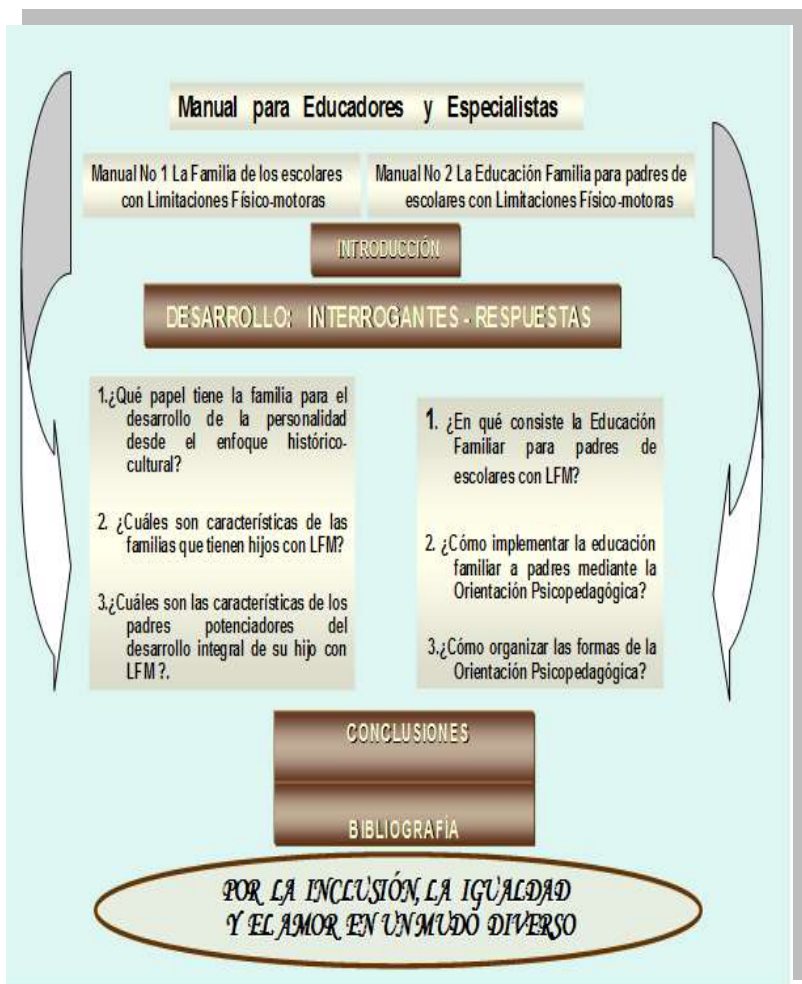 Manual para Educadores y Especialistas
Manual No 1 La Familia de los escolares
con Limitaciones Físico-motoras
Manual No 2 La Educación Familia para padres de
escolares con Limitaciones Físico-motoras
INTRODUCCIÓN
DESARROLLO: INTERROGANTES - RESPUESTAS
1.¿Qué papel tiene la familia para el
desarrollo de la personalidad
desde el enfoque histórico-
cultural?
2. ¿Cuáles son características de las
familias que tienen hijos con LFM?
3.¿Cuáles son las características de los
padres potenciadores del
desarrollo integral de su hijo con
LFM?.
1. ¿En qué consiste la Educación
Familiar para padres de
escolares con LFM?
2. ¿Cómo implementar la educación
familiar a padres mediante la
Orientación Psicopedagógica?
3.¿Cómo organizar las formas de la
Orientación Psicopedagógica?
CONCLUSIONES
BIBLIOGRAFÍA
POR LA INCLUSIÓN, LA IGUALDAD
Y EL AMOR EN UN MUDO DIVERSO